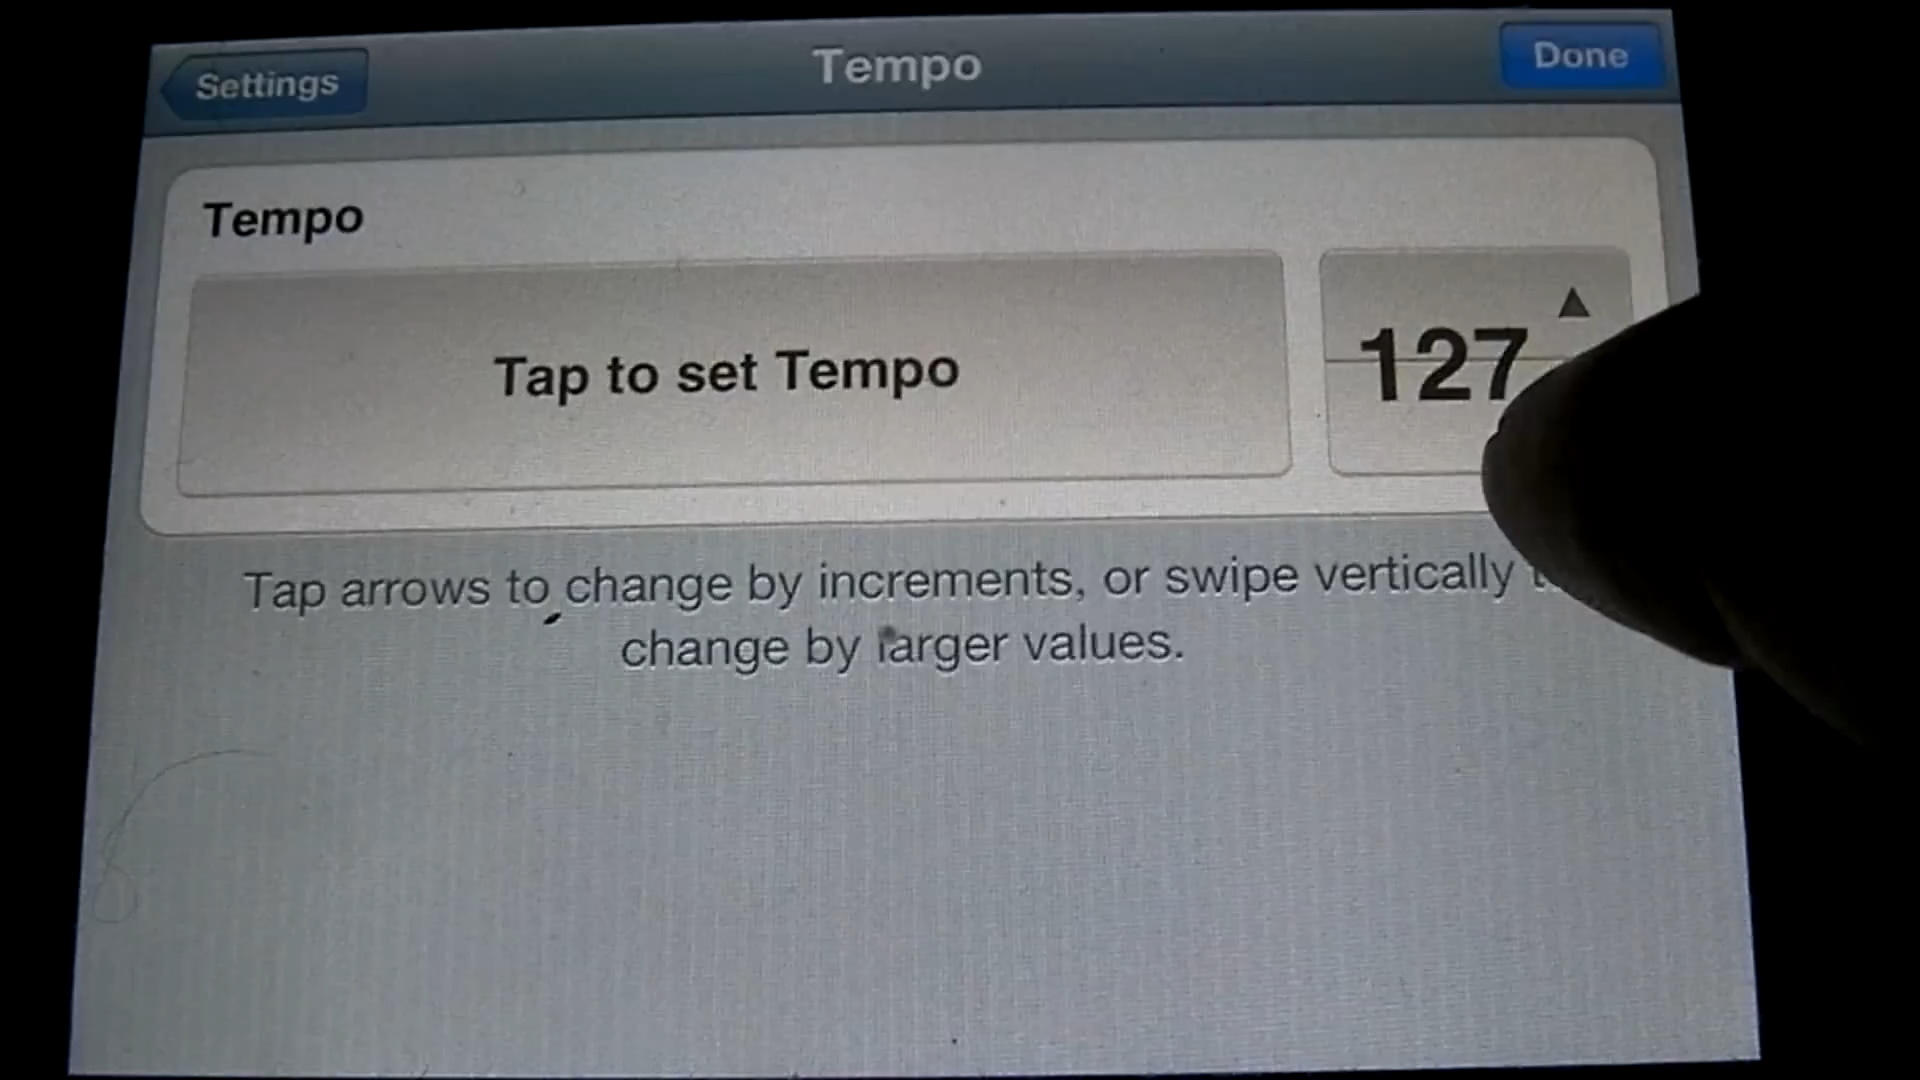 Settings
Tempo
Done
Tempo
Tap to set Tempo
127
Tap arrows to change by increments, or swipe vertically
change by larger values.